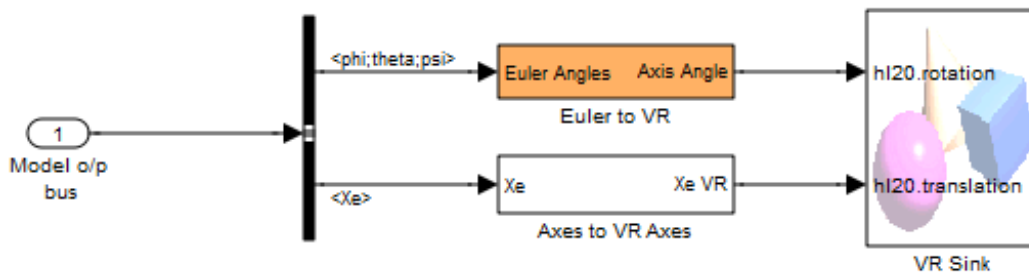 <phi;theta;psi>
Euler Angles
Axis Angle
hl20.rotation
Euler to VR
1
Model o/p
bus
<Xe>
Xe
Xe VR
hl20.translation
Axes to VR Axes
VR Sink